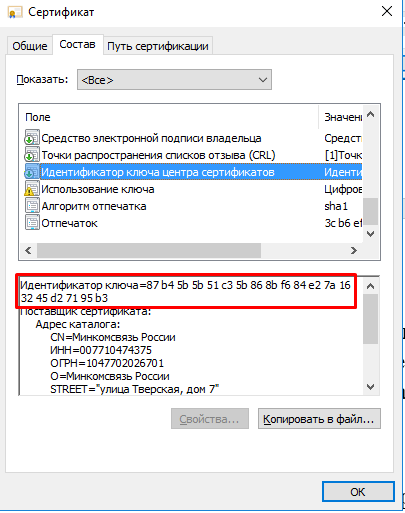 Сертификат
Общие Состав Путь сертификации
Показать: <Все>
Поле Значени
Средство электронной подписи владельца Средст
Точки распространения списков отзыва (CRL) [1]Точк
Идентификатор ключа центра сертификатов Иденти
Использование ключа Цифров
Алгоритм отпечатка sha1
Отпечаток 3c b6 ef
Идентификатор ключа=87 b4 5b 5b 51 c3 5b 86 8b f6 84 e2 7a 16
32 45 d2 71 95 b3
Поставщик сертификата:
Адрес каталога:
CN=Минкомсвязь России
ИНН=007710474375
ОГРН=1047702026701
O=Минкомсвязь России
STREET="улица Тверская, дом 7"
Свойства... Копировать в файл...
ОК